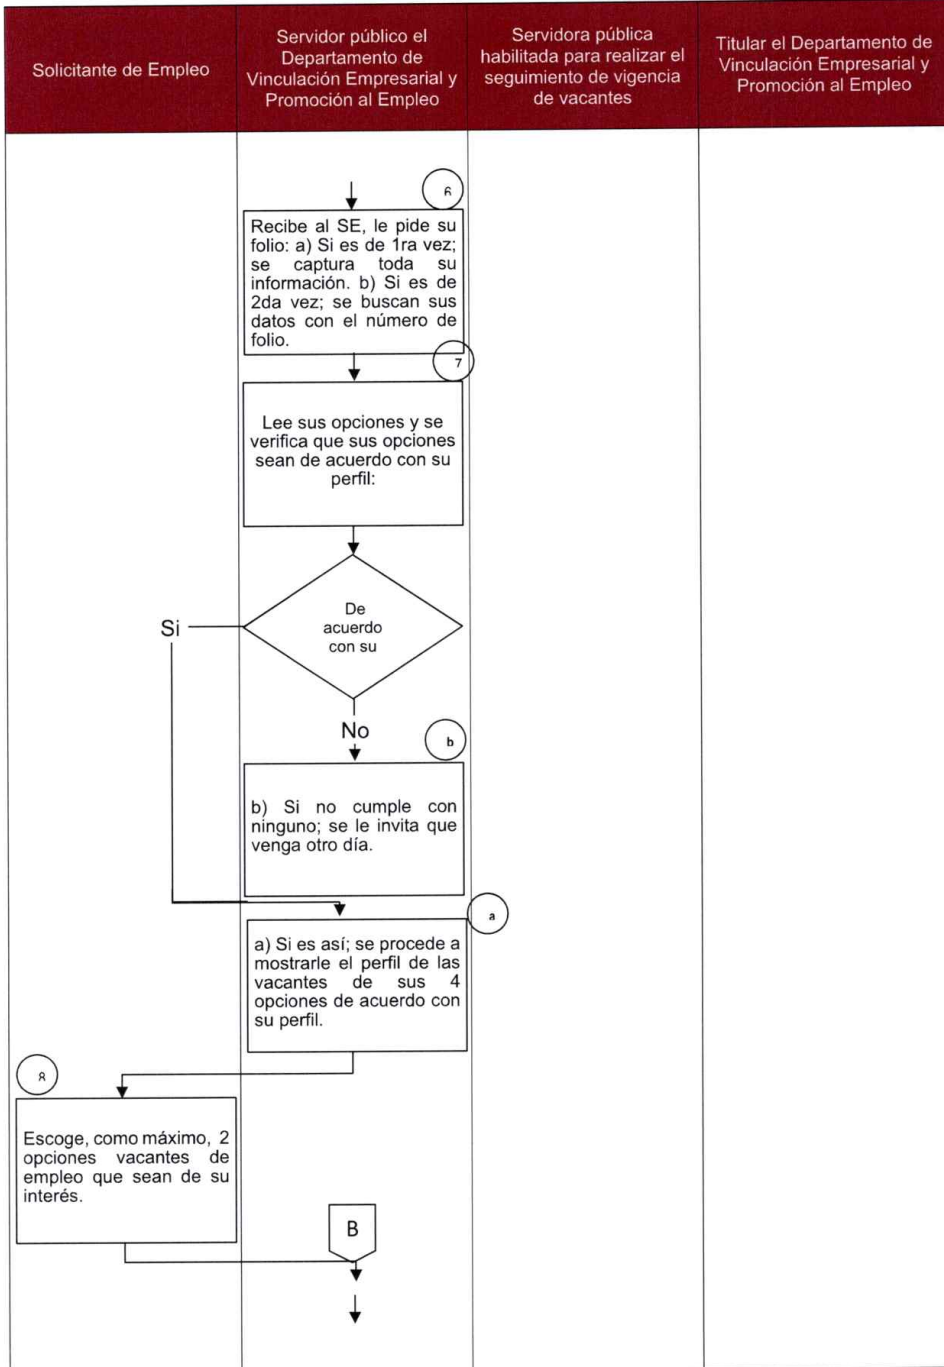 Solicitante de Empleo
Servidor público el
Departamento de
Vinculación Empresarial y
Promoción al Empleo
Servidora pública
habilitada para realizar el
seguimiento de vigencia
de vacantes
Titular el Departamento de
Vinculación Empresarial y
Promoción al Empleo
6
Recibe al SE, le pide su
folio: a) Si es de 1ra vez;
se captura toda su
información. b) Si es de
2da vez; se buscan sus
datos con el número de
folio.
7
Lee sus opciones y se
verifica que sus opciones
sean de acuerdo con su
perfil:
De
acuerdo
con su
Si
No
b
b) Si no cumple con
ninguno; se le invita que
venga otro día.
a
a) Si es así; se procede a
mostrarle el perfil de las
vacantes de sus 4
opciones de acuerdo con
su perfil.
8
Escoge, como máximo, 2
opciones vacantes de
empleo que sean de su
interés.
B